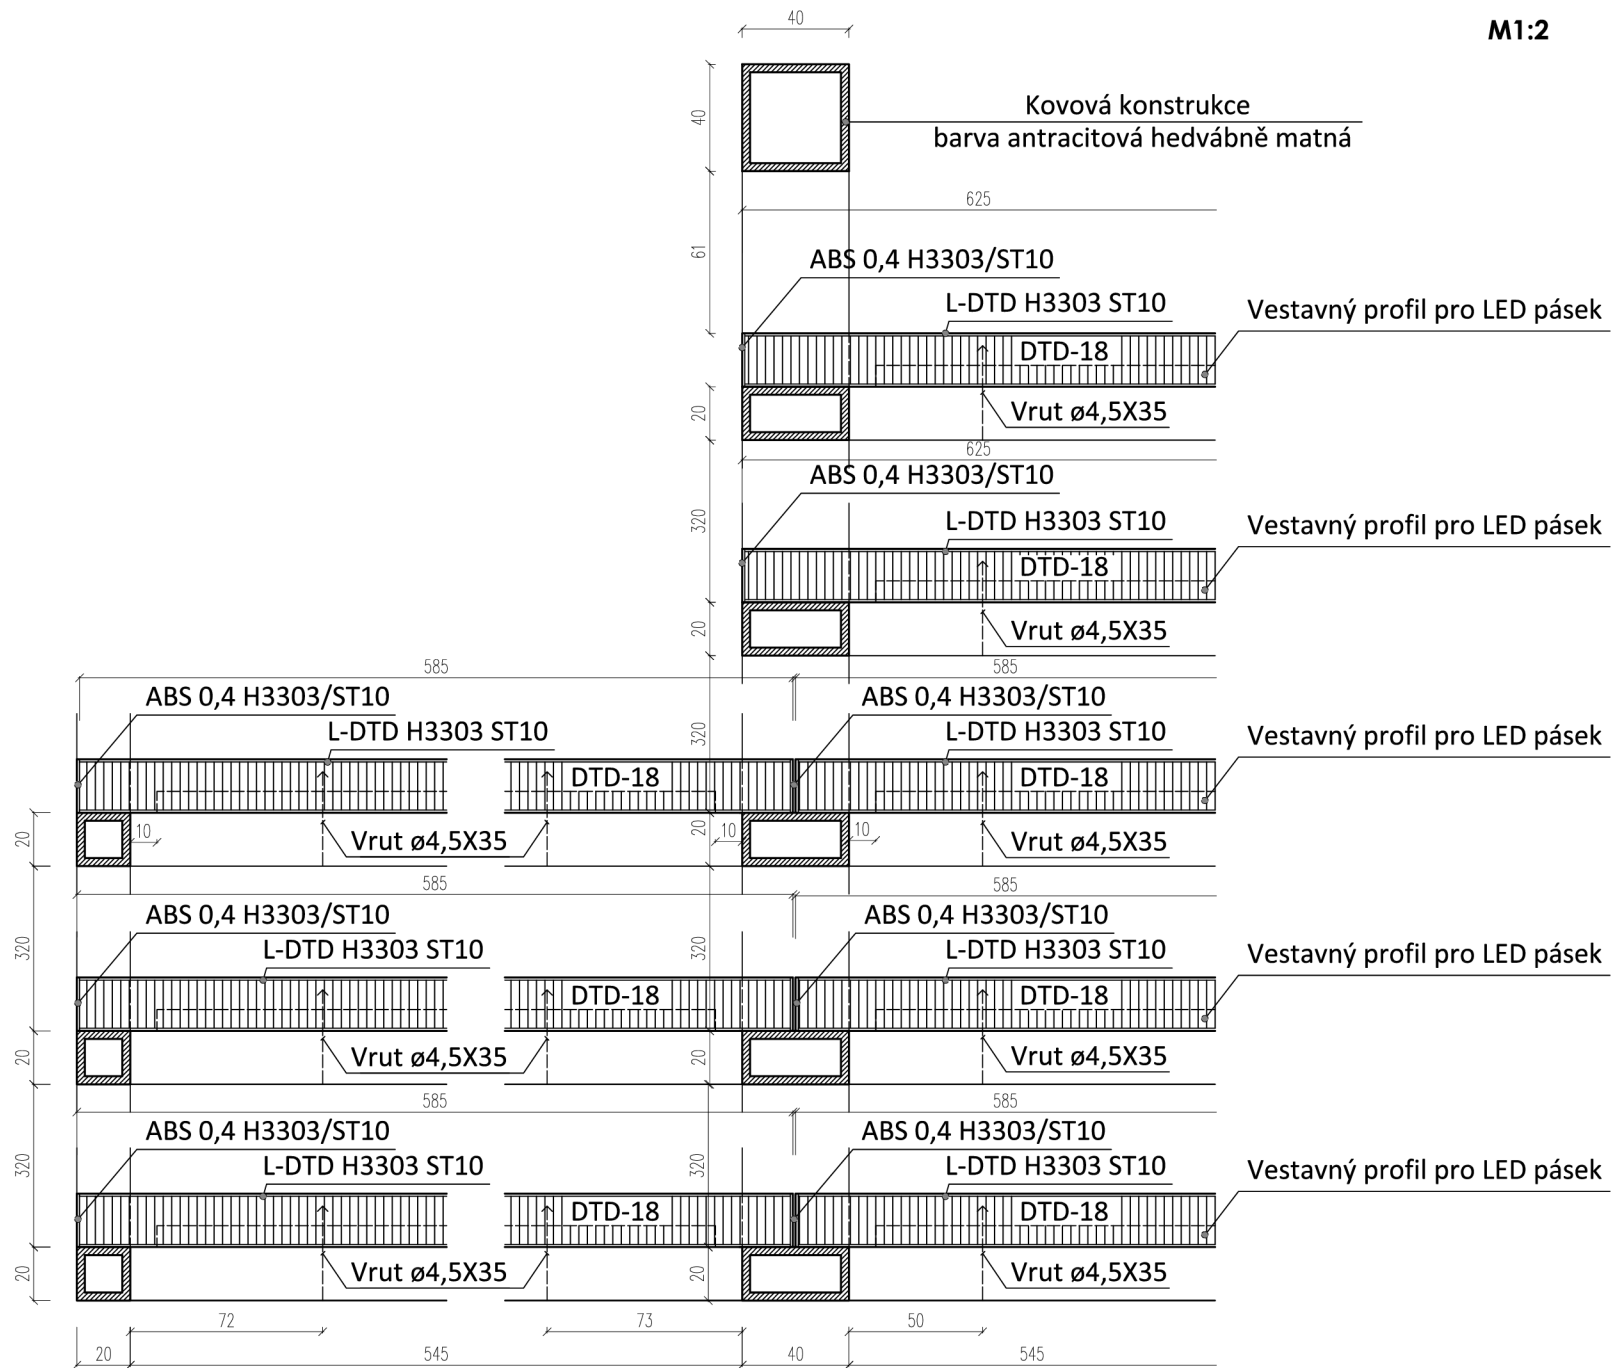 40
M1:2
40
Kovová konstrukce
barva antracitová hedvábně matná
625
61
ABS 0,4 H3303/ST10
L-DTD H3303 ST10
Vestavný profil pro LED pásek
DTD-18
20
Vrut ø4,5X35
625
ABS 0,4 H3303/ST10
320
L-DTD H3303 ST10
Vestavný profil pro LED pásek
DTD-18
20
Vrut ø4,5X35
585
585
ABS 0,4 H3303/ST10
ABS 0,4 H3303/ST10
L-DTD H3303 ST10
320
L-DTD H3303 ST10
Vestavný profil pro LED pásek
DTD-18
DTD-18
20
10
Vrut ø4,5X35
20
10
10
Vrut ø4,5X35
585
585
ABS 0,4 H3303/ST10
ABS 0,4 H3303/ST10
320
L-DTD H3303 ST10
320
L-DTD H3303 ST10
Vestavný profil pro LED pásek
DTD-18
DTD-18
20
Vrut ø4,5X35
20
Vrut ø4,5X35
585
585
ABS 0,4 H3303/ST10
ABS 0,4 H3303/ST10
320
L-DTD H3303 ST10
320
L-DTD H3303 ST10
Vestavný profil pro LED pásek
DTD-18
DTD-18
20
Vrut ø4,5X35
20
Vrut ø4,5X35
72
73
50
20
545
40
545